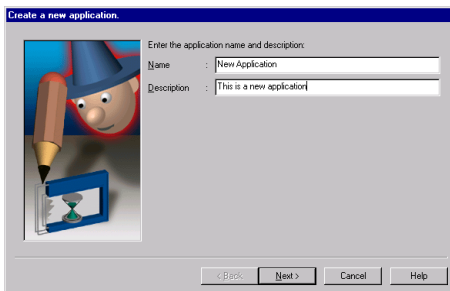 Create a new application.
Enter the application name and description:
Name : New Application
Description : This is a new application
< Back Next > Cancel Help